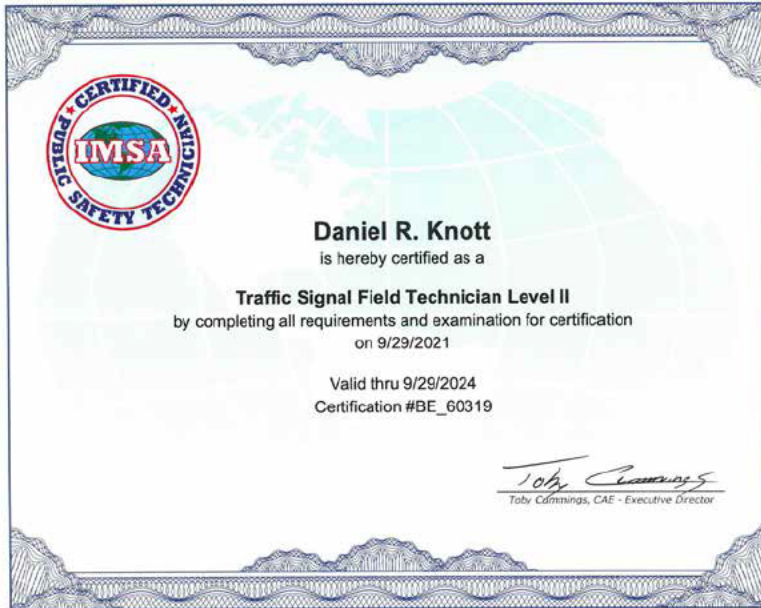 CERTIFIED
PUBLIC SAFETY TECHNICIAN
IMSA
Daniel R. Knott
is hereby certified as a
Traffic Signal Field Technician Level II
by completing all requirements and examination for certification
on 9/29/2021
Valid thru 9/29/2024
Certification #BE_60319
Toby Cummings
Toby Cummings, CAE - Executive Director